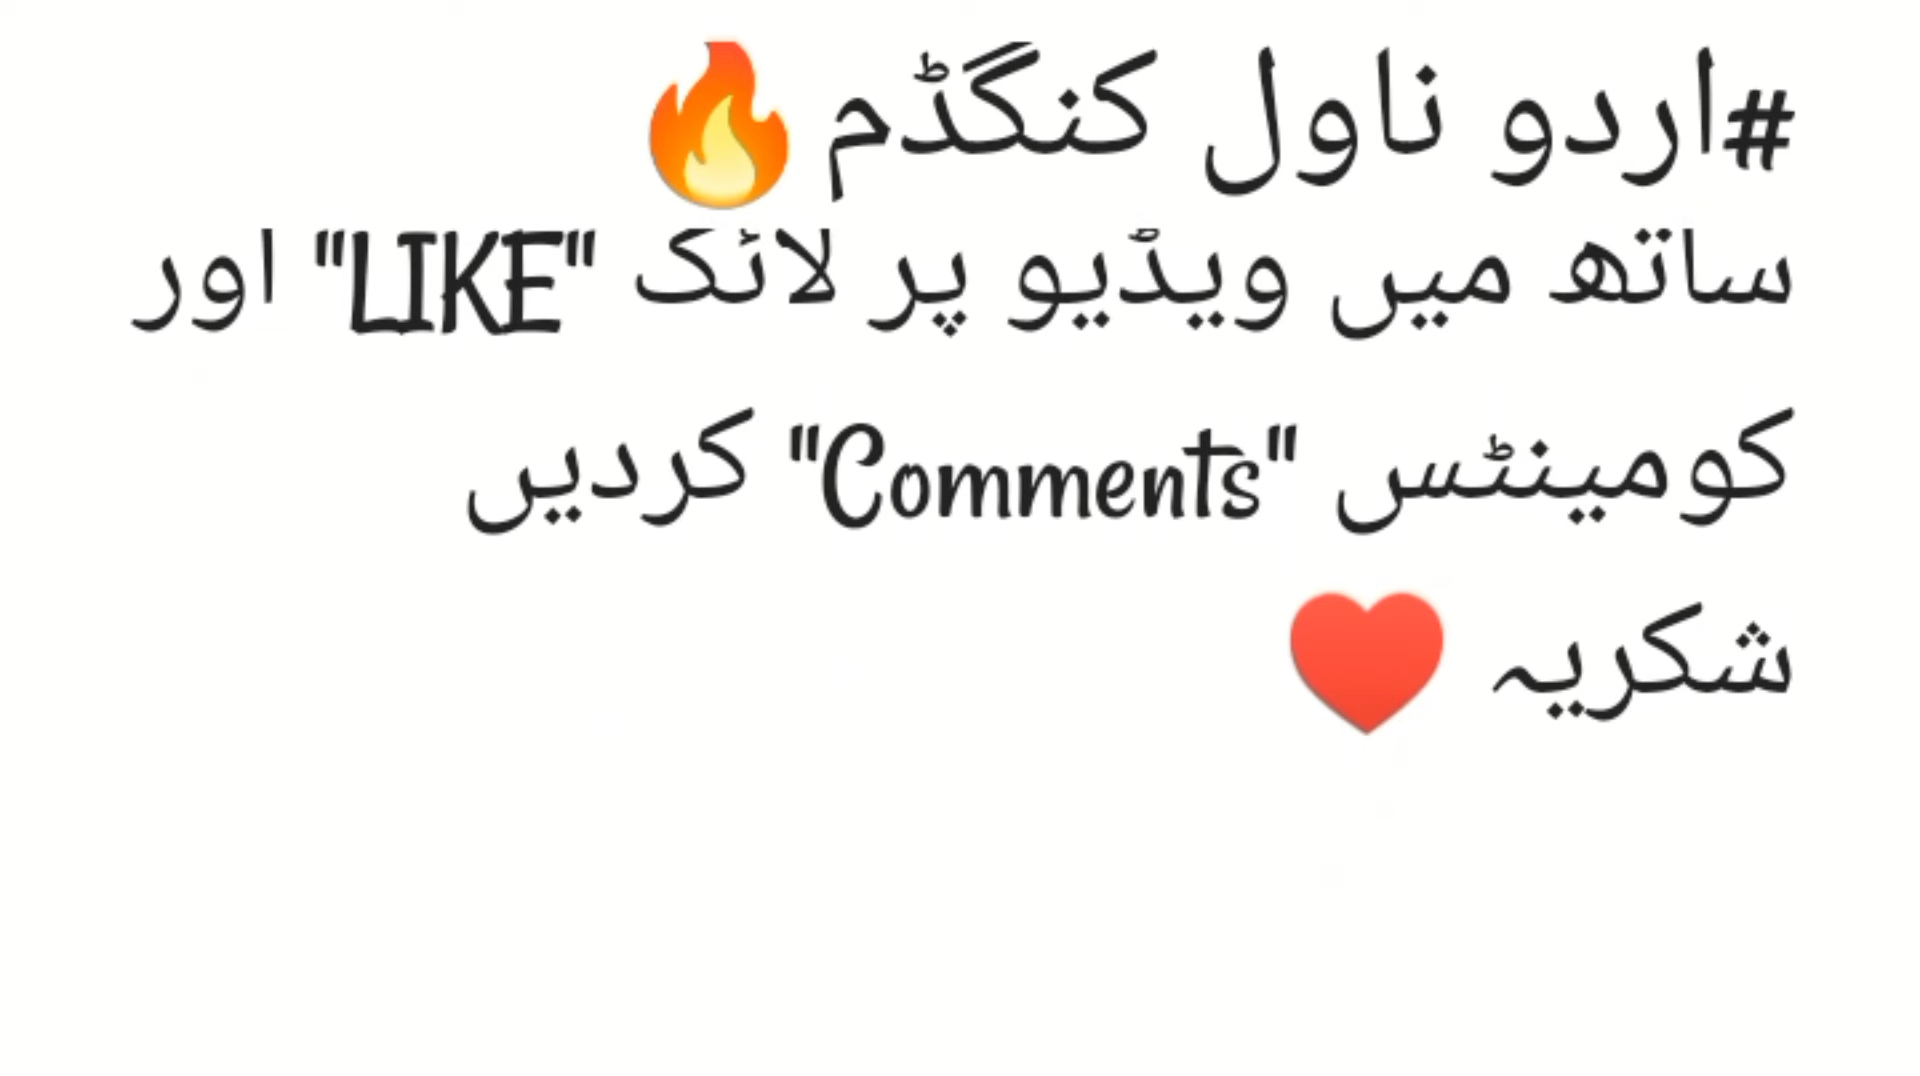 #اردو ناول کنگڈم🔥
ساتھ میں ویڈیو پر لائک "LIKE" اور
کومینٹس "Comments" کردیں
شکریہ ♥️